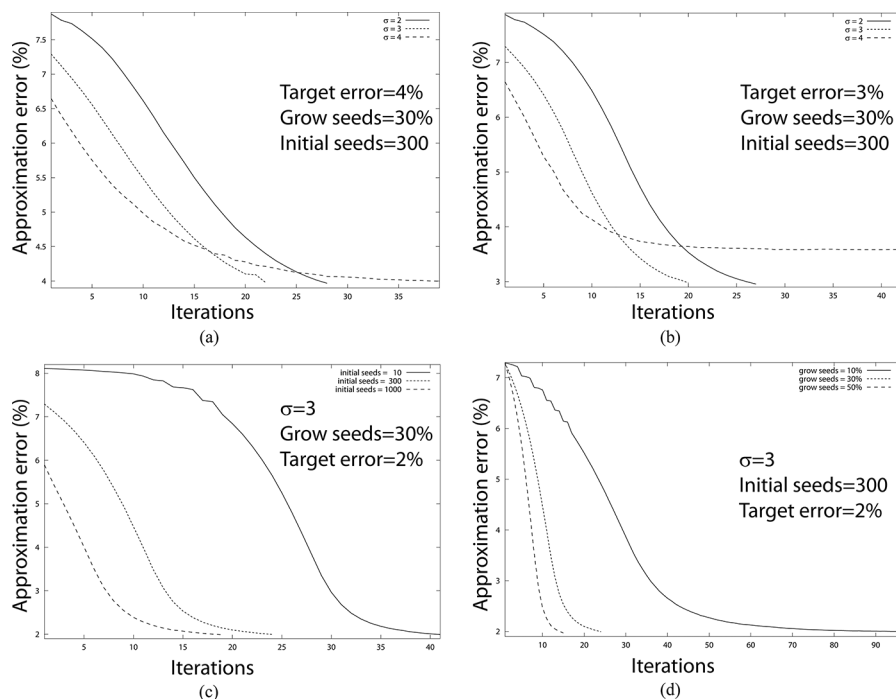 σ = 2
σ = 3
σ = 4
7.5
7
6.5
6
5.5
5
4.5
4
Approximation error (%)
Target error=4%
Grow seeds=30%
Initial seeds=300
5
10
15
20
25
30
35
Iterations
(a)
σ = 2
σ = 3
σ = 4
7
6
5
4
3
Approximation error (%)
Target error=3%
Grow seeds=30%
Initial seeds=300
5
10
15
20
25
30
35
40
Iterations
(b)
initial seeds = 10
initial seeds = 300
initial seeds = 1000
8
7
6
5
4
3
2
Approximation error (%)
σ=3
Grow seeds=30%
Target error=2%
5
10
15
20
25
30
35
40
Iterations
(c)
grow seeds = 10%
grow seeds = 30%
grow seeds = 50%
7
6
5
4
3
2
Approximation error (%)
σ=3
Initial seeds=300
Target error=2%
10
20
30
40
50
60
70
80
90
Iterations
(d)